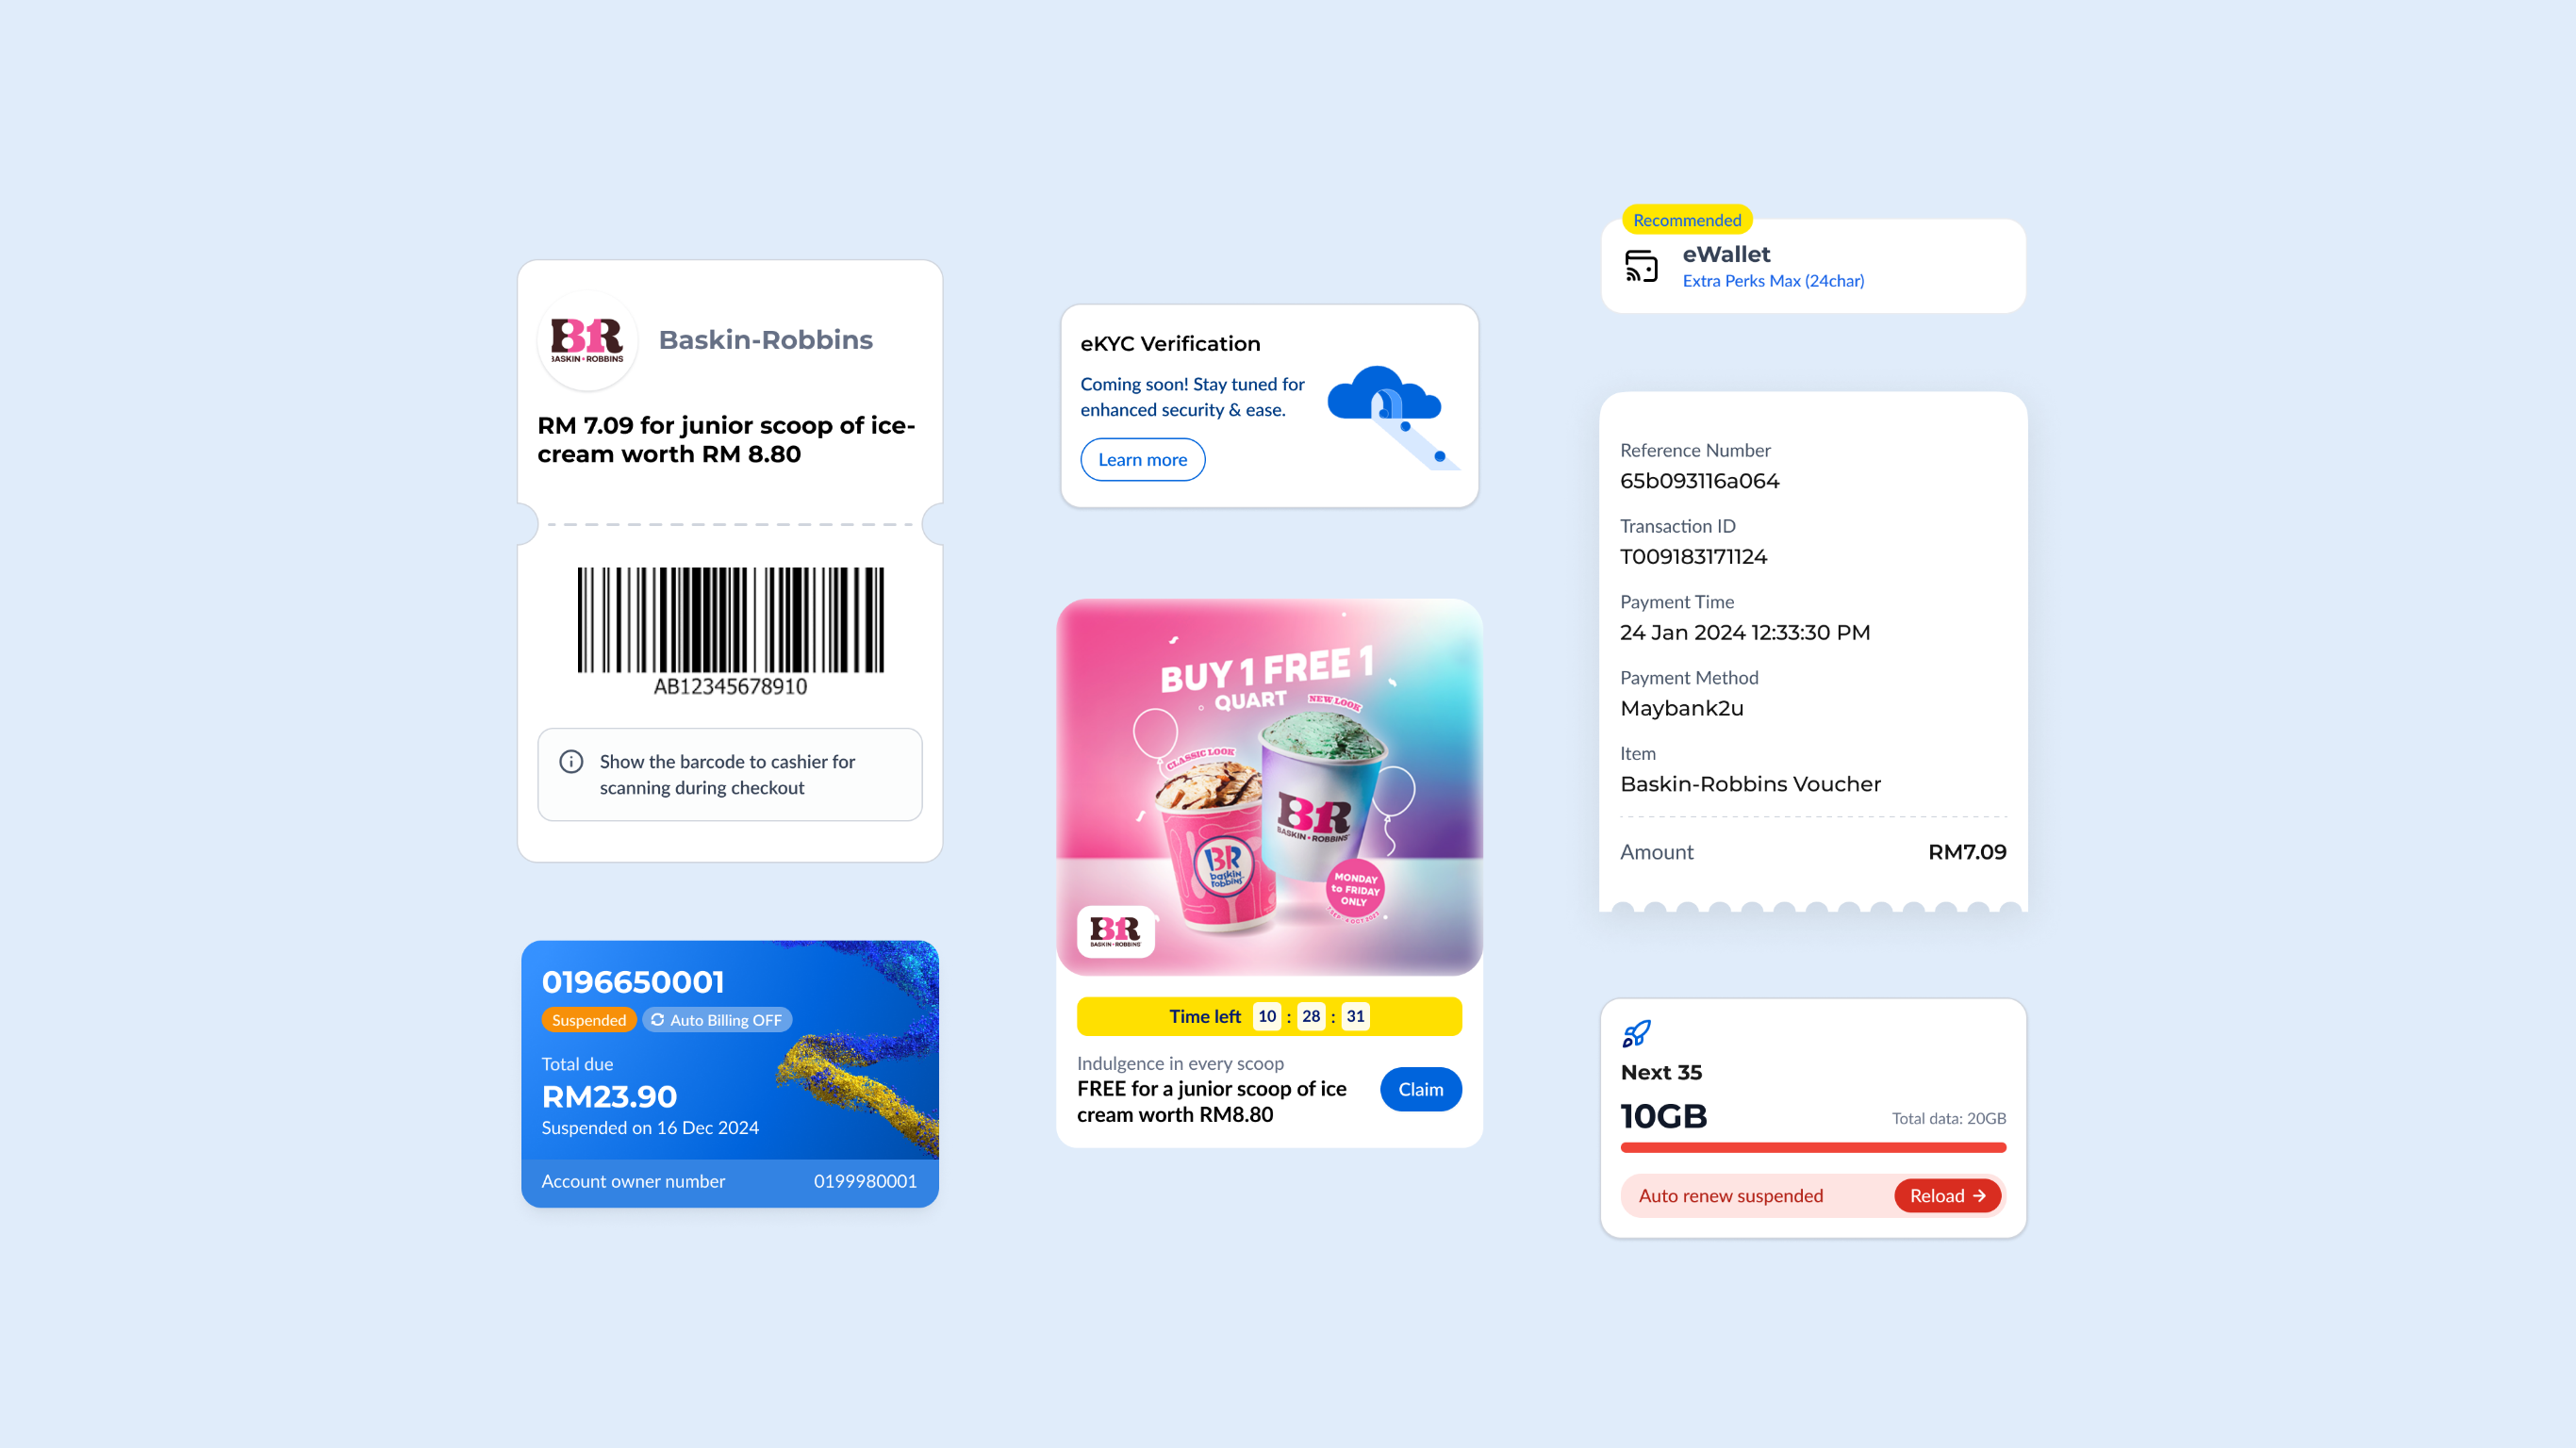 BR
BASKIN·ROBBINS
Baskin-Robbins
RM 7.09 for junior scoop of ice-
cream worth RM 8.80
AB12345678910
Show the barcode to cashier for
scanning during checkout
0196650001
Suspended
Auto Billing OFF
Total due
RM23.90
Suspended on 16 Dec 2024
Account owner number 0199980001
eKYC Verification
Coming soon! Stay tuned for
enhanced security & ease.
Learn more
BUY 1 FREE 1
QUART
NEW LOOK
CLASSIC LOOK
BR
BASKIN·ROBBINS
BR
baskin
robbins
MONDAY
to FRIDAY
ONLY
BR
BASKIN·ROBBINS
Time left 10 : 28 : 31
Indulgence in every scoop
FREE for a junior scoop of ice
cream worth RM8.80
Claim
Recommended
eWallet
Extra Perks Max (24char)
Reference Number
65b093116a064
Transaction ID
T009183171124
Payment Time
24 Jan 2024 12:33:30 PM
Payment Method
Maybank2u
Item
Baskin-Robbins Voucher
Amount RM7.09
Next 35
10GB
Total data: 20GB
Auto renew suspended
Reload